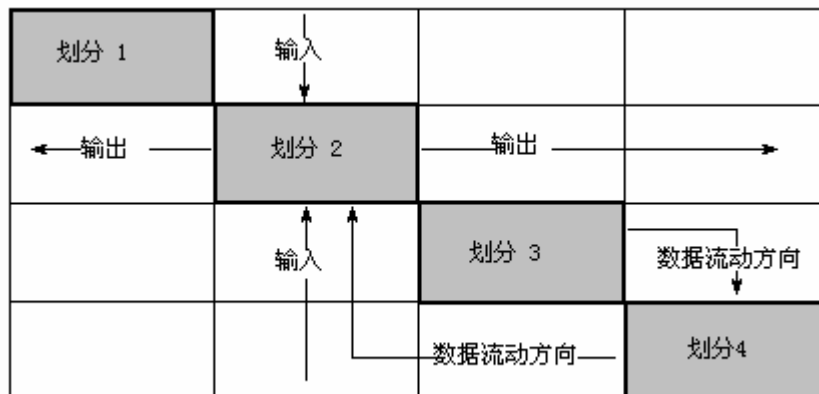 划分 1
输入
输出
划分 2
输出
输入
划分 3
数据流动方向
数据流动方向
划分4